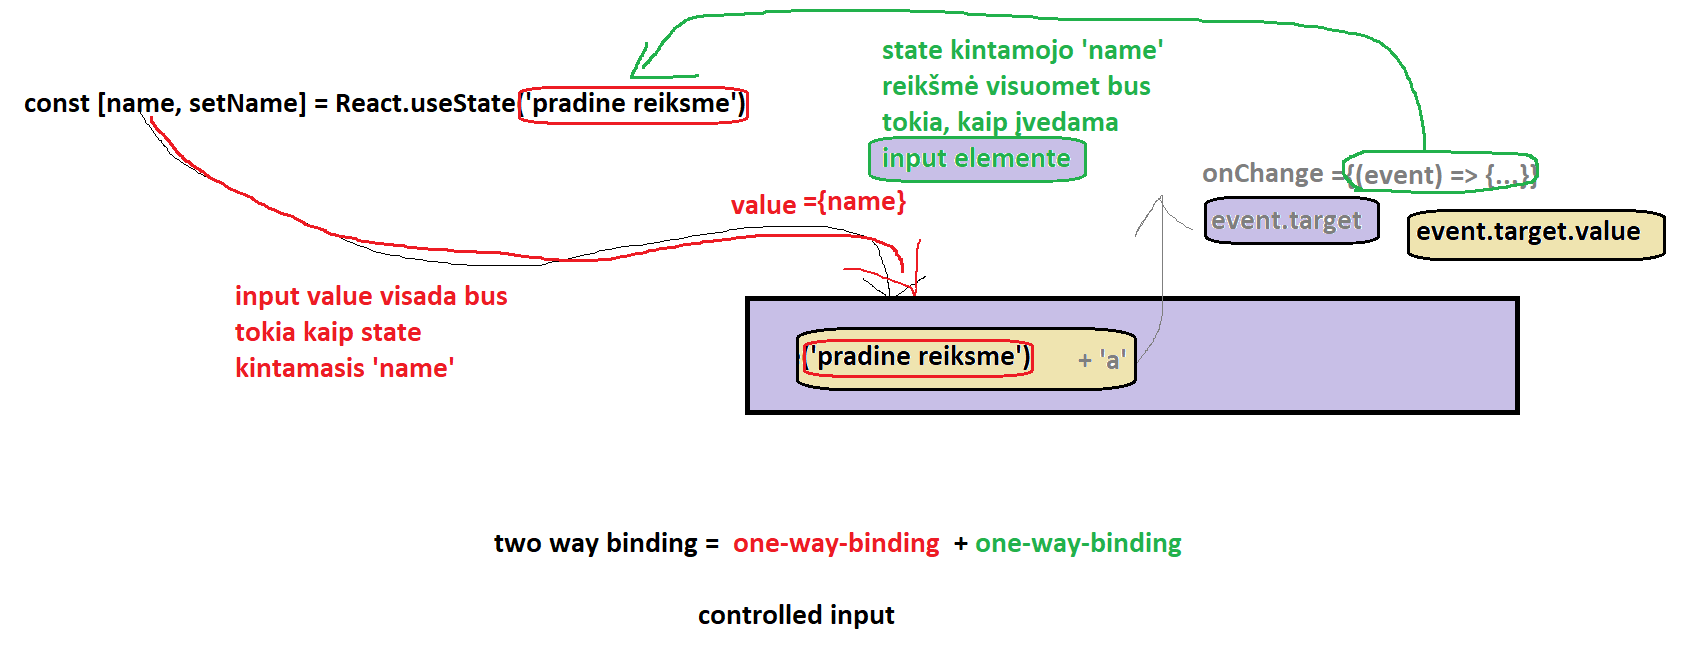 const [name, setName] = React.useState('pradine reiksme')
state kintamojo 'name'
reikšmė visuomet bus
tokia, kaip įvedama
input elemente
onChange ={(event) => {...}}
event.target
event.target.value
value ={name}
input value visada bus
tokia kaip state
kintamasis 'name'
('pradine reiksme') + 'a'
two way binding = one-way-binding + one-way-binding
controlled input